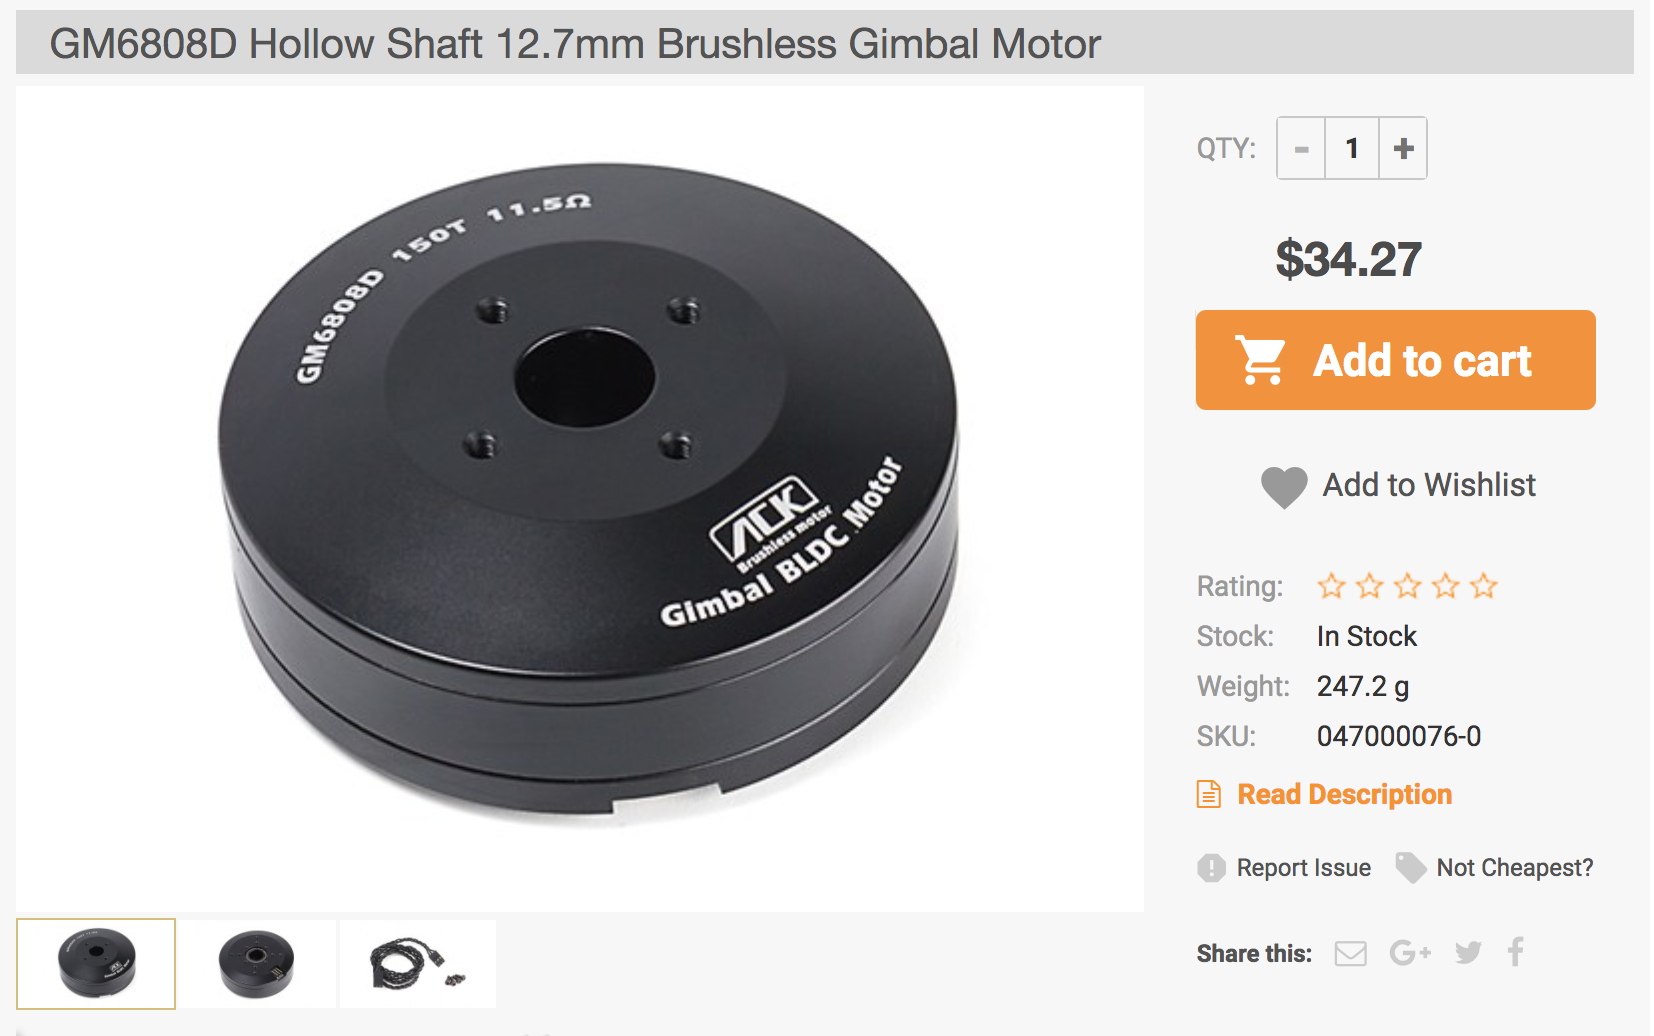 GM6808D Hollow Shaft 12.7mm Brushless Gimbal Motor
GM6808D 150T 11.5Ω
ACK
Brushless motor
Gimbal BLDC Motor
QTY: - 1 +
$34.27
Add to cart
Add to Wishlist
Rating:
Stock: In Stock
Weight: 247.2 g
SKU: 047000076-0
Read Description
Report Issue Not Cheapest?
Share this: G+ f